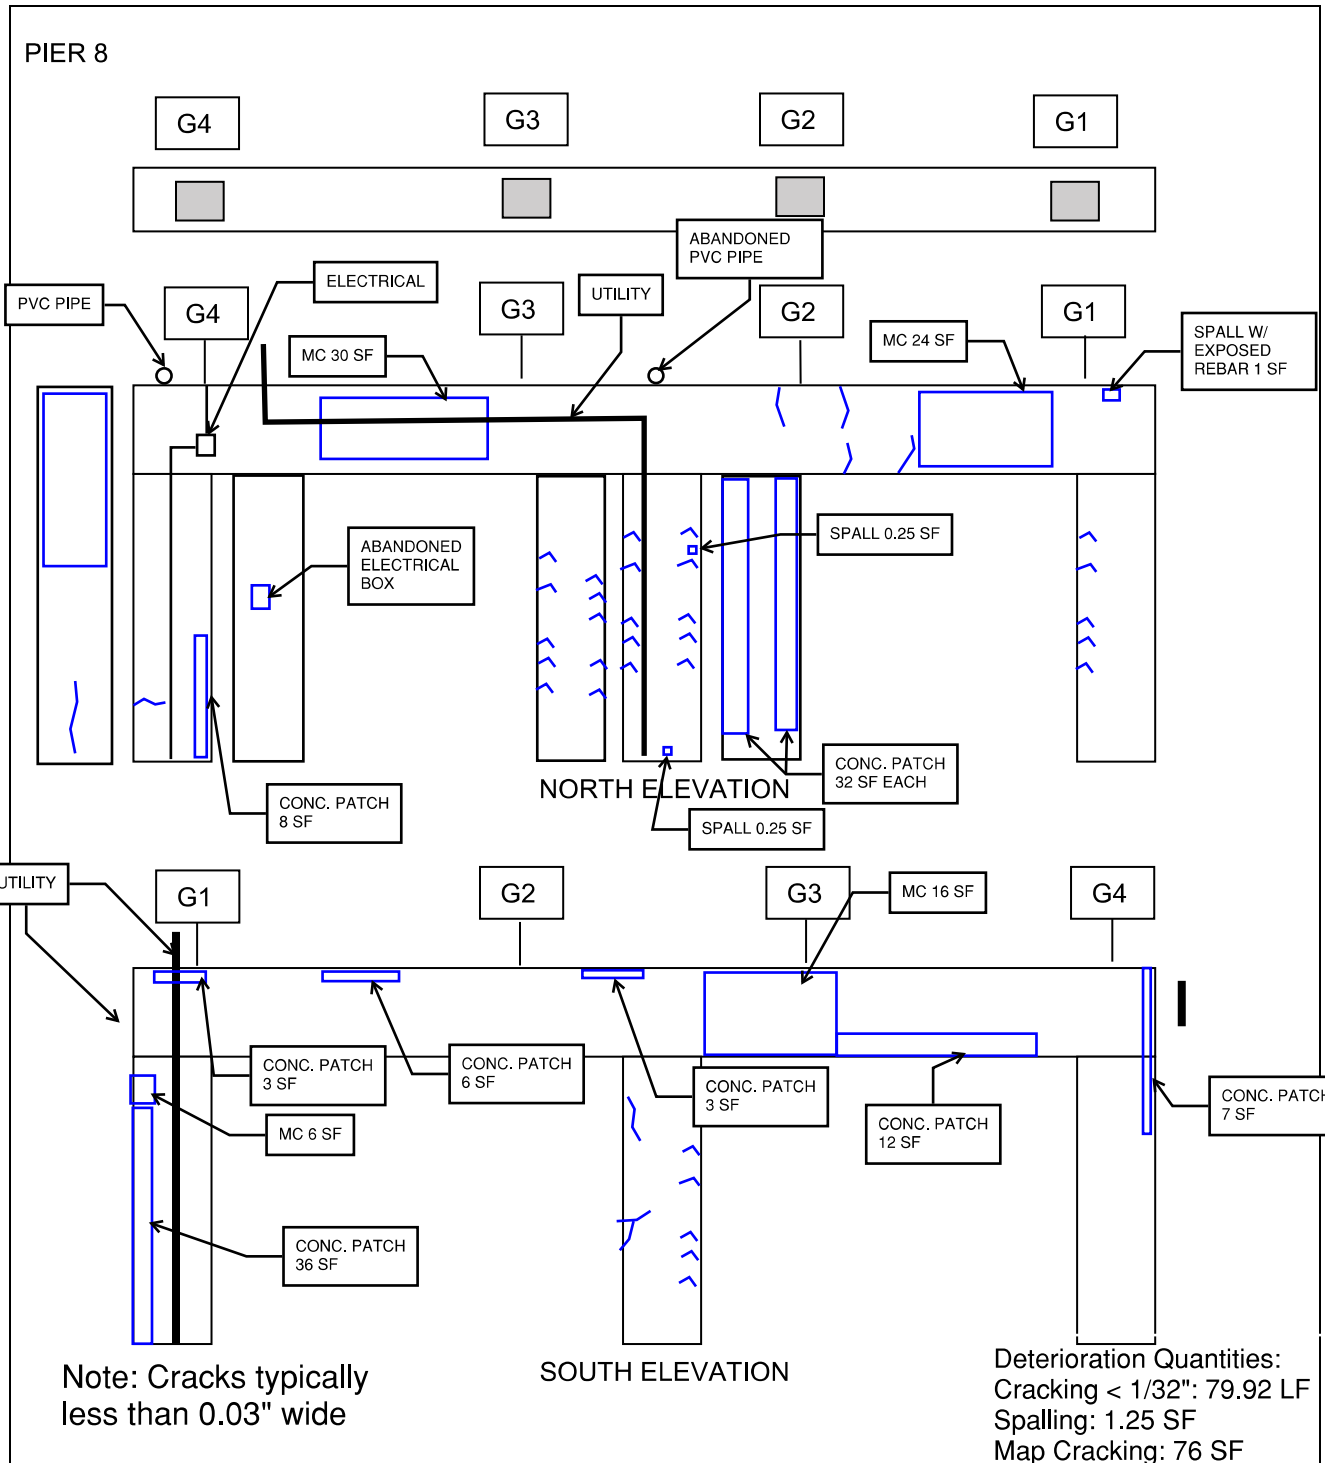 PIER 8
G4
G3
G2
G1
ABANDONED
PVC PIPE
ELECTRICAL
UTILITY
PVC PIPE
G4
G3
G2
G1
MC 30 SF
MC 24 SF
SPALL W/
EXPOSED
REBAR 1 SF
SPALL 0.25 SF
ABANDONED
ELECTRICAL
BOX
CONC. PATCH
32 SF EACH
NORTH ELEVATION
CONC. PATCH
8 SF
SPALL 0.25 SF
UTILITY
G1
G2
G3
MC 16 SF
G4
CONC. PATCH
3 SF
CONC. PATCH
6 SF
CONC. PATCH
3 SF
CONC. PATCH
12 SF
CONC. PATCH
7 SF
MC 6 SF
CONC. PATCH
36 SF
SOUTH ELEVATION
Note: Cracks typically
less than 0.03" wide
Deterioration Quantities:
Cracking < 1/32": 79.92 LF
Spalling: 1.25 SF
Map Cracking: 76 SF